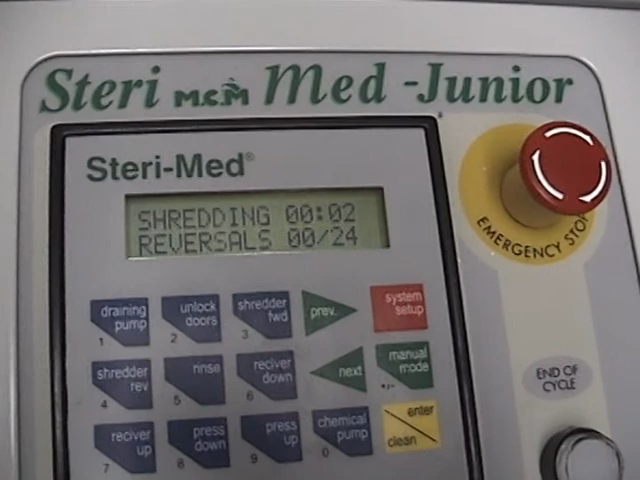 Steri M.C.M Med -Junior
Steri-Med®
SHREDDING 00:02
REVERSALS 00/24
EMERGENCY STOP
draining pump
1
unlock doors
2
shredder fwd
3
prev.
system setup
shredder rev
4
rinse
5
reciver down
6
next
manual mode
*/-
END OF CYCLE
reciver up
7
press down
8
press up
9
chemical pump
0
enter
clean